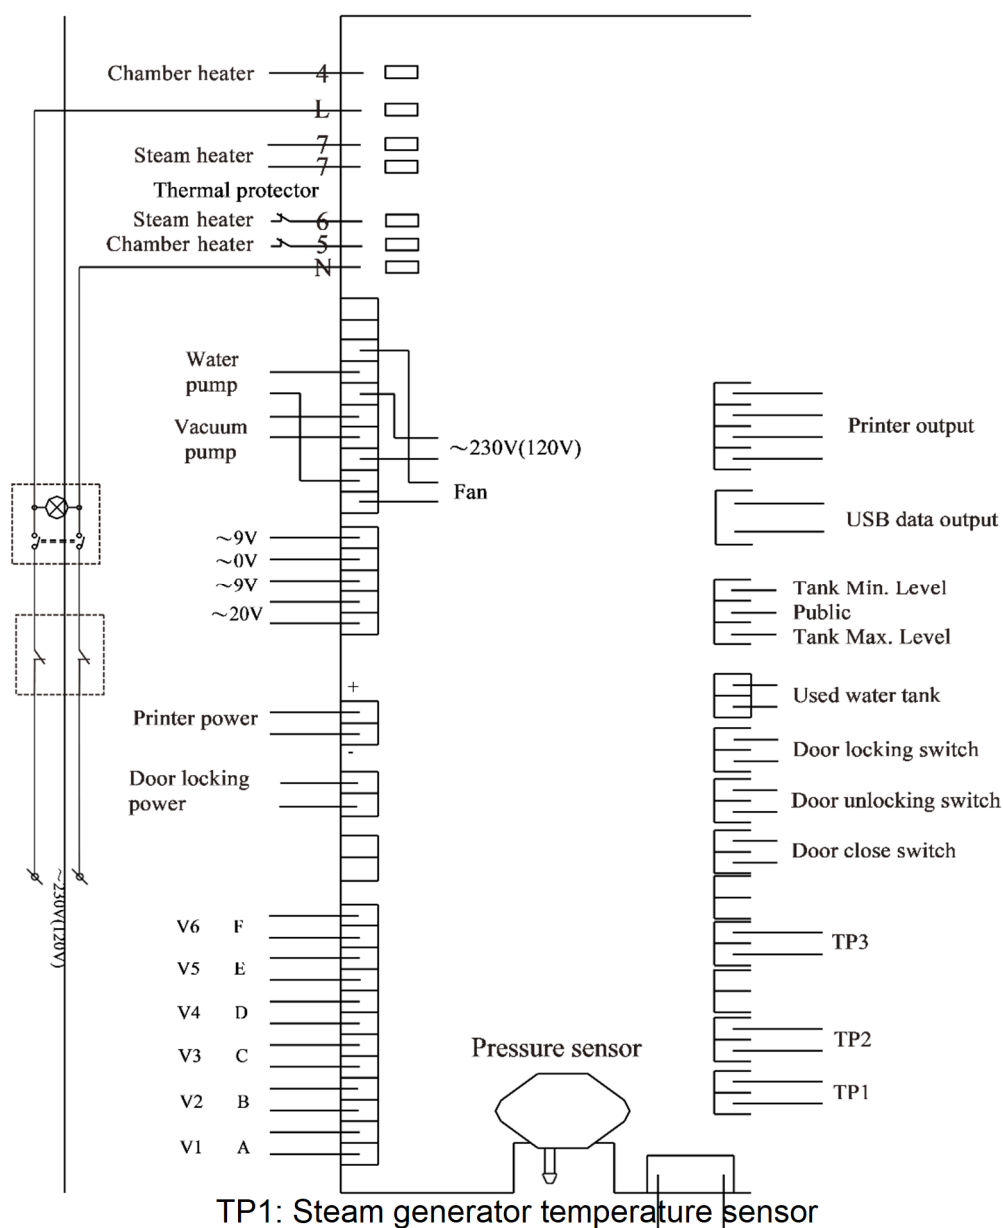 Chamber heater 4
L
7
Steam heater
7
Thermal protector
Steam heater 6
Chamber heater 5
N
Water
pump
Vacuum
pump
~230V(120V)
Fan
Printer output
USB data output
~9V
~0V
~9V
~20V
Tank Min. Level
Public
Tank Max. Level
+
Printer power
-
Used water tank
Door locking
power
Door locking switch
Door unlocking switch
Door close switch
~230V(120V)
V6 F
V5 E
V4 D
V3 C
V2 B
V1 A
TP3
TP2
TP1
Pressure sensor
TP1: Steam generator temperature sensor